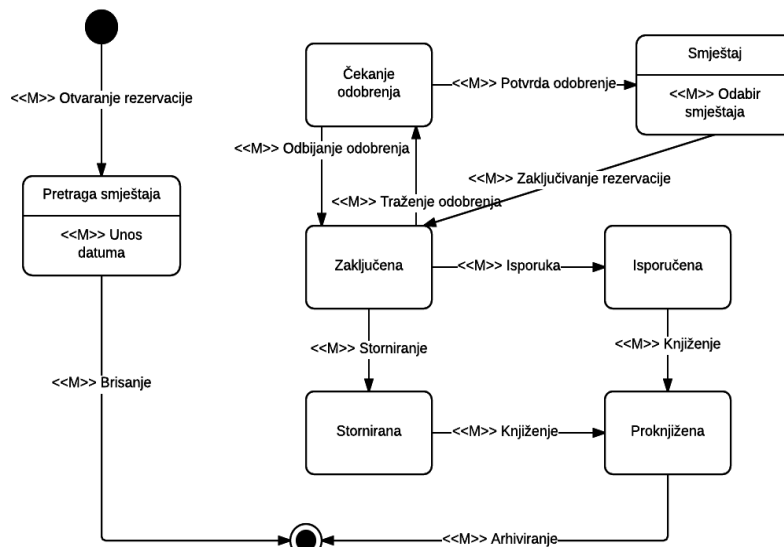 Čekanje
odobrenja
Smještaj
<<M>> Potvrda odobrenje
<<M>> Odabir
smještaja
<<M>> Otvaranje rezervacije
<<M>> Odbijanje odobrenja
<<M>> Zaključivanje rezervacije
Pretraga smještaja
<<M>> Traženje odobrenja
<<M>> Unos
datuma
Zaključena
<<M>> Isporuka
Isporučena
<<M>> Storniranje
<<M>> Knjiženje
<<M>> Brisanje
Stornirana
<<M>> Knjiženje
Proknjižena
<<M>> Arhiviranje